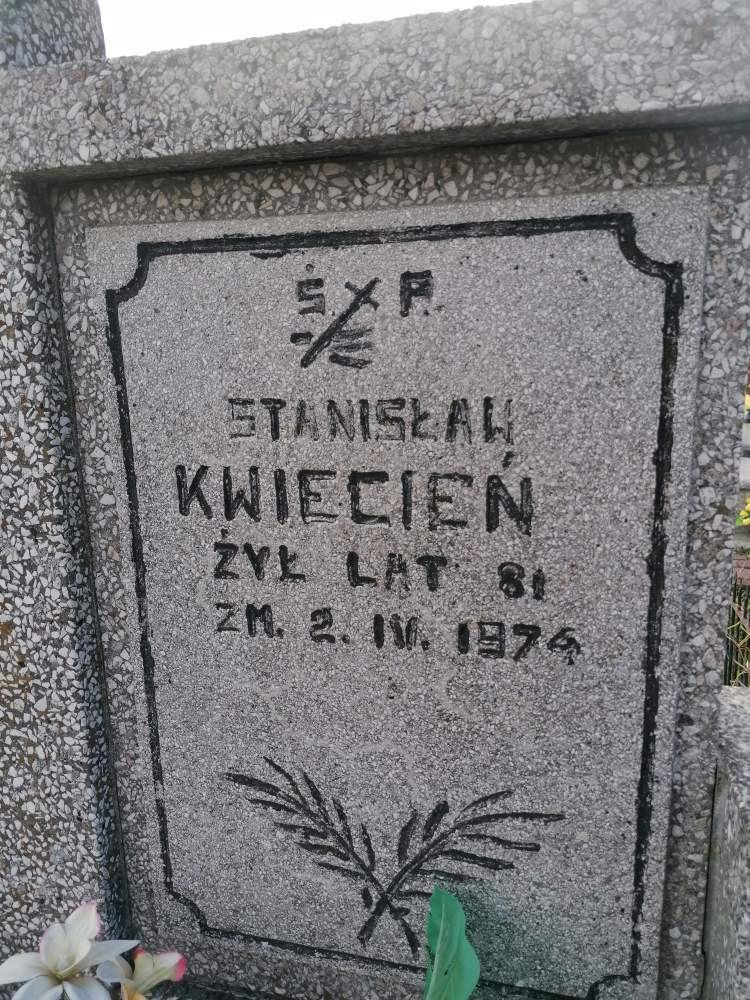 Ś. P.
STANISŁAW
KWIECIEŃ
ŻYŁ LAT 81
ZM. 2. IV. 1974